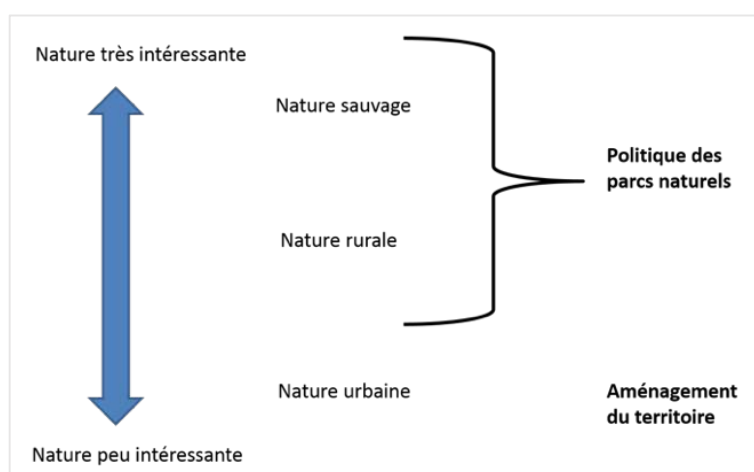 Nature très intéressante
Nature sauvage
Politique des
parcs naturels
Nature rurale
Nature urbaine
Aménagement
du territoire
Nature peu intéressante